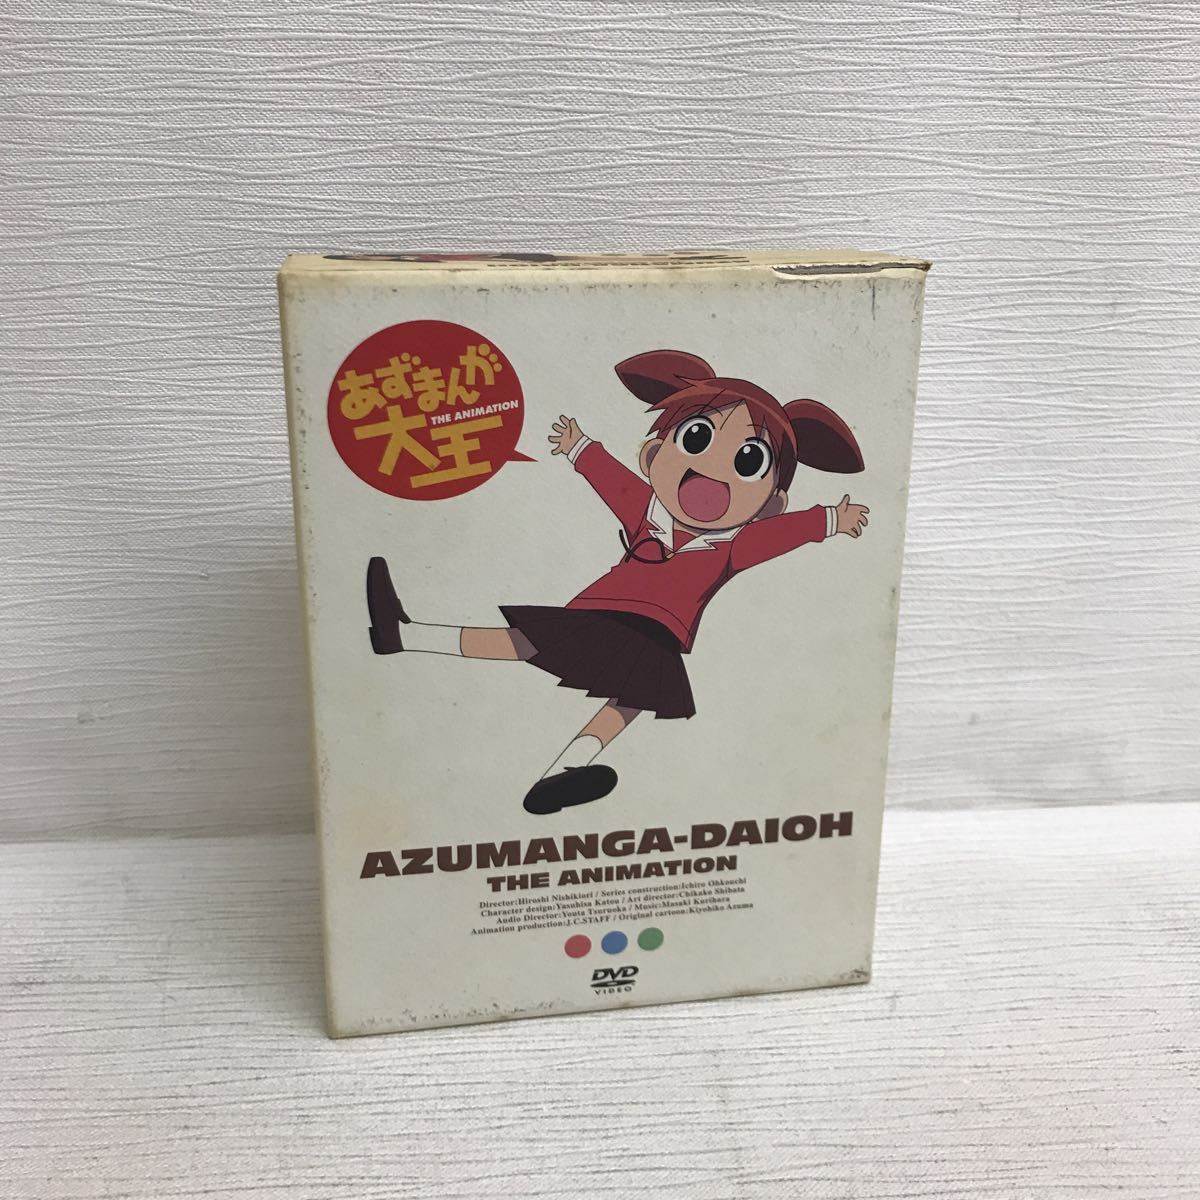 あずまんが
THE ANIMATION
大王
AZUMANGA-DAIOH
THE ANIMATION
Director:Hiroshi Nishikiori / Series construction:Ichiro Ohkouchi
Character design:Yasuhisa Katou / Art director:Chikako Shibata
Audio Director:Youta Tsuruoka / Music:Masaki Kurihara
Animation production:J.C.STAFF / Original cartoon:Kiyohiko Azuma
DVD
VIDEO